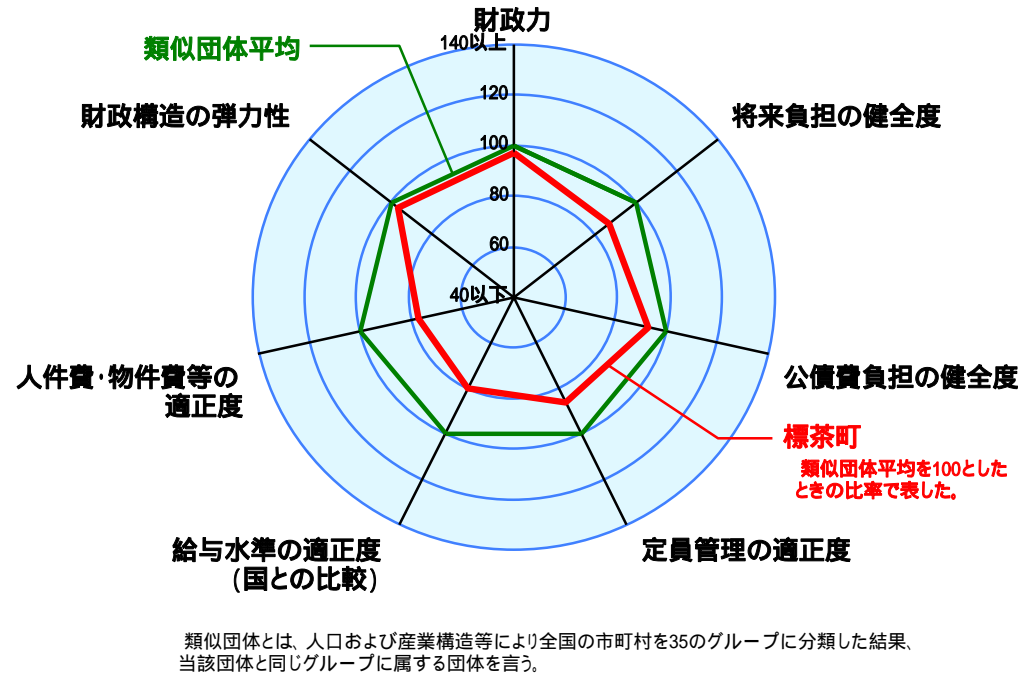 財政力
140以上
類似団体平均
120
財政構造の弾力性
将来負担の健全度
100
80
60
40以下
人件費・物件費等の
適正度
公債費負担の健全度
標茶町
類似団体平均を100とした
ときの比率で表した。
給与水準の適正度
(国との比較)
定員管理の適正度
類似団体とは、人口および産業構造等により全国の市町村を35のグループに分類した結果、
当該団体と同じグループに属する団体を言う。